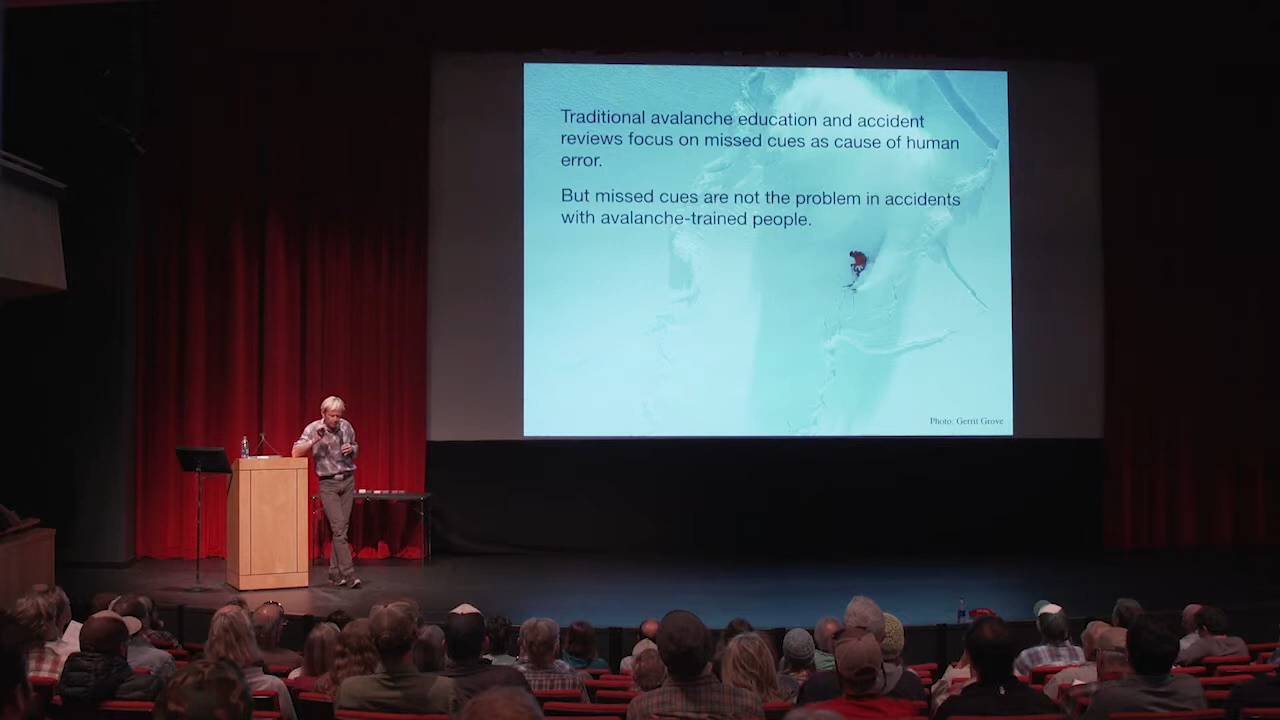 Traditional avalanche education and accident
reviews focus on missed cues as cause of human
error.
But missed cues are not the problem in accidents
with avalanche-trained people.
Photo: Gerrit Grove